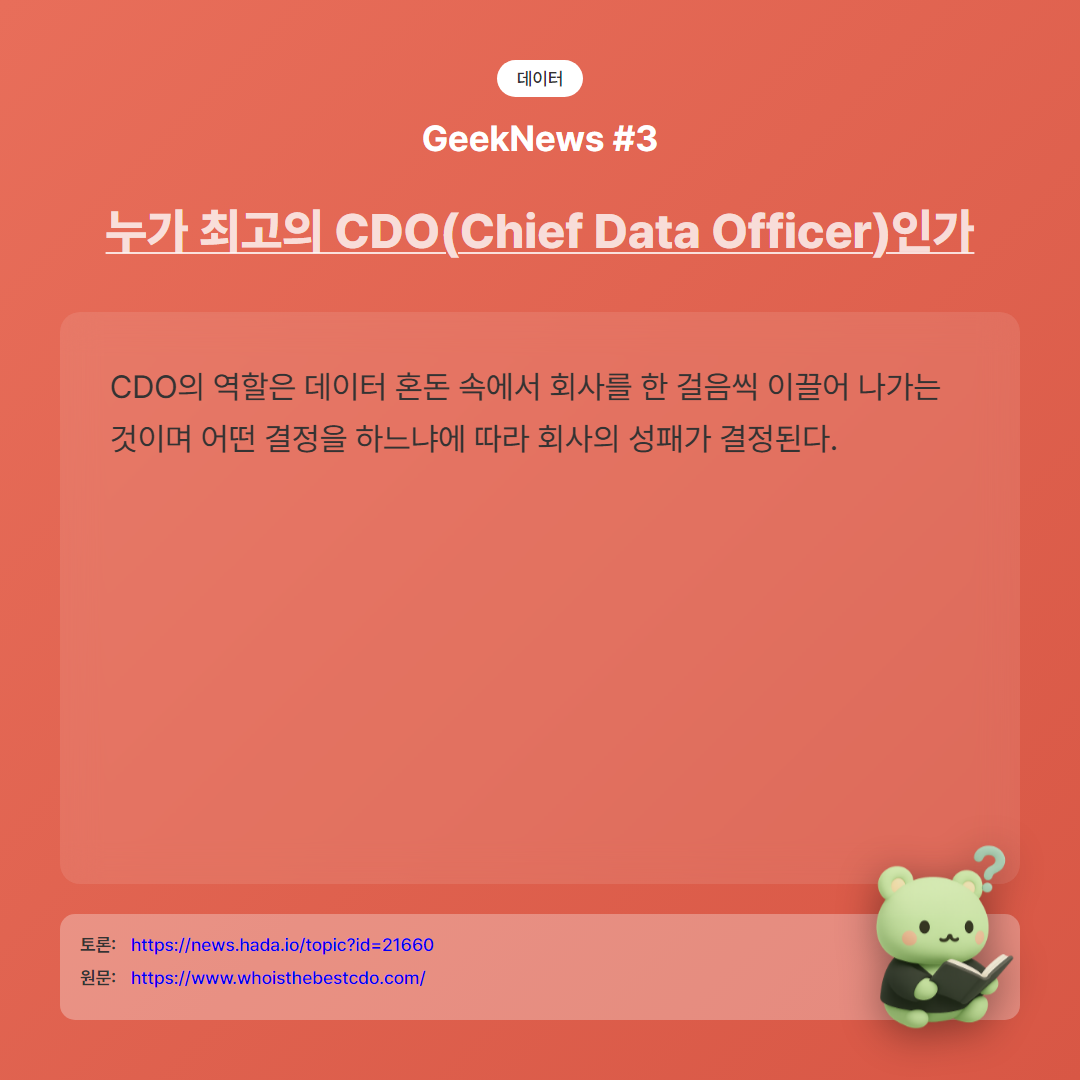 데이터
GeekNews #3
누가 최고의 CDO(Chief Data Officer)인가
CDO의 역할은 데이터 혼돈 속에서 회사를 한 걸음씩 이끌어 나가는
것이며 어떤 결정을 하느냐에 따라 회사의 성패가 결정된다.
?
토론: https://news.hada.io/topic?id=21660
원문: https://www.whoisthebestcdo.com/